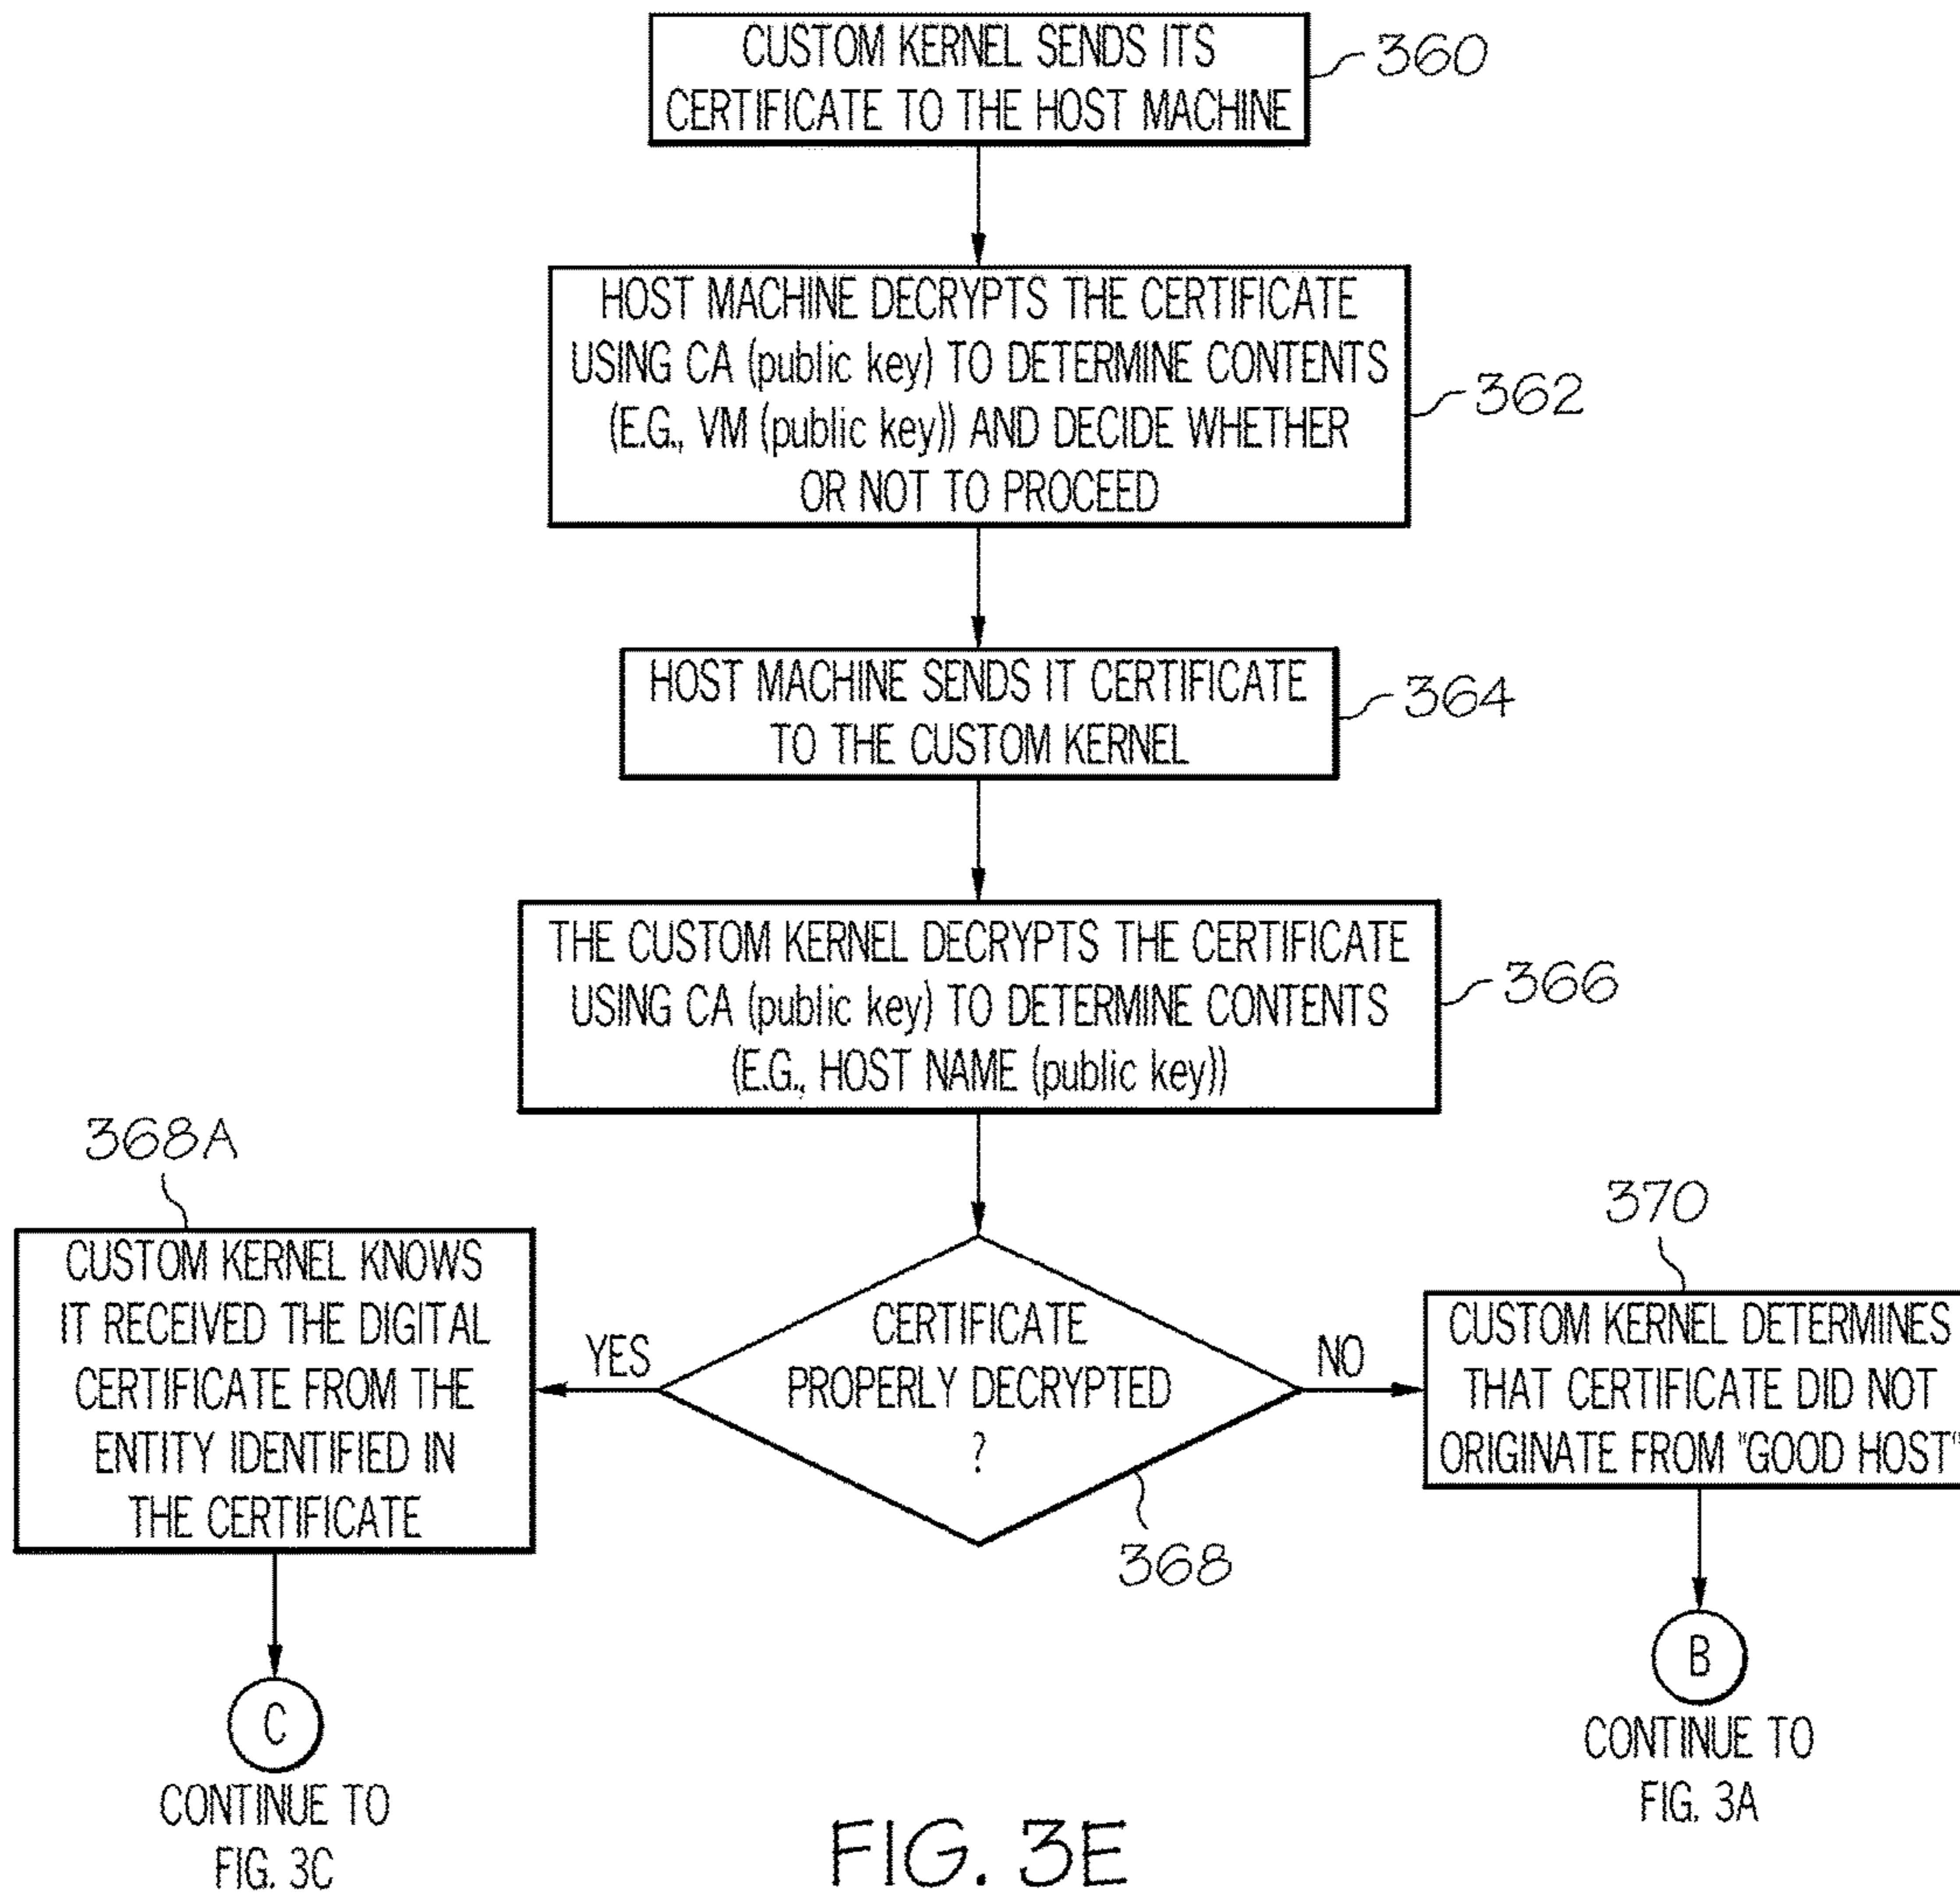 CUSTOM KERNEL SENDS ITS
CERTIFICATE TO THE HOST MACHINE
360
HOST MACHINE DECRYPTS THE CERTIFICATE
USING CA (public key) TO DETERMINE CONTENTS
(E.G., VM (public key)) AND DECIDE WHETHER
OR NOT TO PROCEED
362
HOST MACHINE SENDS IT CERTIFICATE
TO THE CUSTOM KERNEL
364
THE CUSTOM KERNEL DECRYPTS THE CERTIFICATE
USING CA (public key) TO DETERMINE CONTENTS
(E.G., HOST NAME (public key))
366
368A
CUSTOM KERNEL KNOWS
IT RECEIVED THE DIGITAL
CERTIFICATE FROM THE
ENTITY IDENTIFIED IN
THE CERTIFICATE
YES
CERTIFICATE
PROPERLY DECRYPTED
?
368
NO
370
CUSTOM KERNEL DETERMINES
THAT CERTIFICATE DID NOT
ORIGINATE FROM "GOOD HOST"
C
CONTINUE TO
FIG. 3C
B
CONTINUE TO
FIG. 3A
FIG. 3E